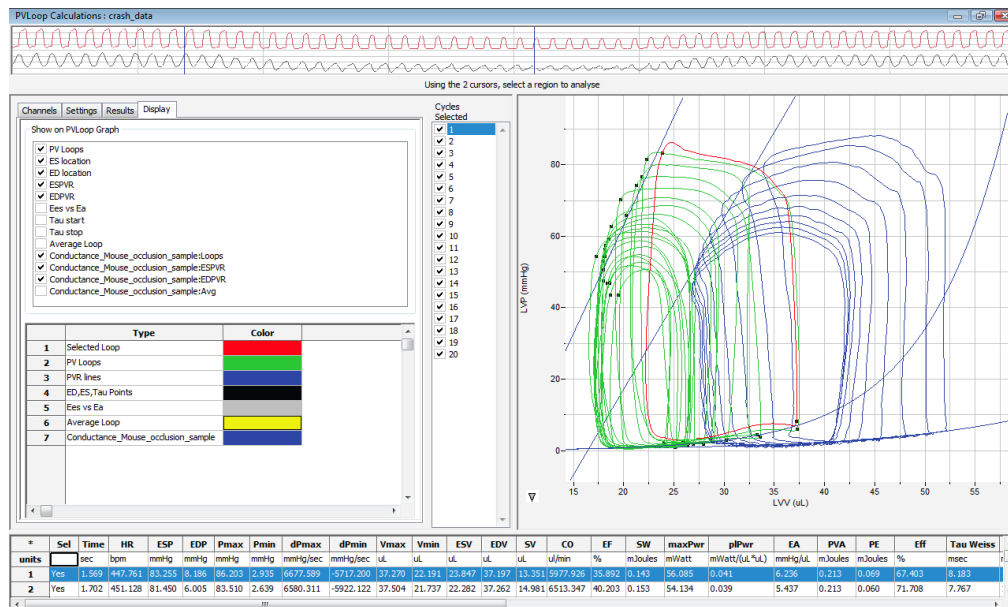 PVLoop Calculations : crash_data
Using the 2 cursors, select a region to analyse
Channels Settings Results Display
Show on PVLoop Graph
PV Loops
ES location
ED location
ESPVR
EDPVR
Ees vs Ea
Tau start
Tau stop
Average Loop
Conductance_Mouse_occlusion_sample:Loops
Conductance_Mouse_occlusion_sample:ESPVR
Conductance_Mouse_occlusion_sample:EDPVR
Conductance_Mouse_occlusion_sample:Avg
Type Color
1 Selected Loop
2 PV Loops
3 PVR lines
4 ED,ES,Tau Points
5 Ees vs Ea
6 Average Loop
7 Conductance_Mouse_occlusion_sample
Cycles
Selected
1
2
3
4
5
6
7
8
9
10
11
12
13
14
15
16
17
18
19
20
LVP (mmHg)
80
60
40
20
0
15 20 25 30 35 40 45 50 55
LVV (uL)
* Sel Time HR ESP EDP Pmax Pmin dPmax dPmin Vmax Vmin ESV EDV SV CO EF SW maxPwr plPwr EA PVA PE Eff Tau Weiss
units sec bpm mmHg mmHg mmHg mmHg mmHg/sec mmHg/sec uL uL uL uL uL ul/min % mJoules mWatt mWatt/(uL*uL) mmHg/uL mJoules mJoules % msec
1 Yes 1.569 447.761 83.255 8.186 86.203 2.935 6677.589 -5717.200 37.270 22.191 23.847 37.197 13.351 5977.926 35.892 0.143 56.085 0.041 6.236 0.213 0.060 67.403 8.183
2 Yes 1.702 451.128 81.450 6.005 83.510 2.639 6580.311 -5922.122 37.504 21.737 22.282 37.262 14.981 6513.347 40.203 0.153 54.134 0.039 5.437 0.213 0.060 71.708 7.767